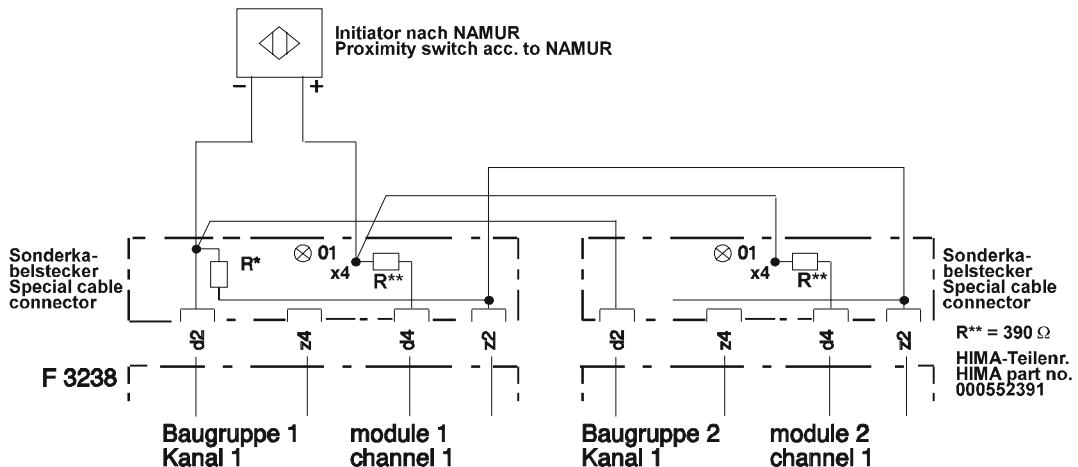 Initiator nach NAMUR
Proximity switch acc. to NAMUR
− +
Sonderka-
belstecker
Special cable
connector
R*
01
x4
R**
01
x4
R**
Sonderka-
belstecker
Special cable
connector
d2 z4 d4 z2
d2 z4 d4 z2
R** = 390 Ω
HIMA-Teilenr.
HIMA part no.
000552391
F 3238
Baugruppe 1
Kanal 1
module 1
channel 1
Baugruppe 2
Kanal 1
module 2
channel 1